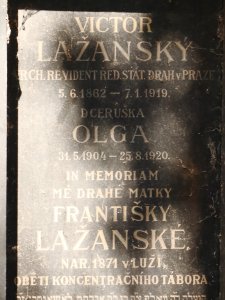 VICTOR
LAŽANSKÝ
RCH. REVIDENT ŘED. STÁT. DRAH v PRAZE
5. 6. 1862 – 7. 1. 1919.
DCERUŠKA
OLGA
31. 5. 1904 – 25. 8. 1920.
IN MEMORIAM
MÉ DRAHÉ MATKY
FRANTIŠKY
LAŽANSKÉ,
NAR. 1871 v LUŽI,
OBĚTI KONCENTRAČNÍHO TÁBORA.